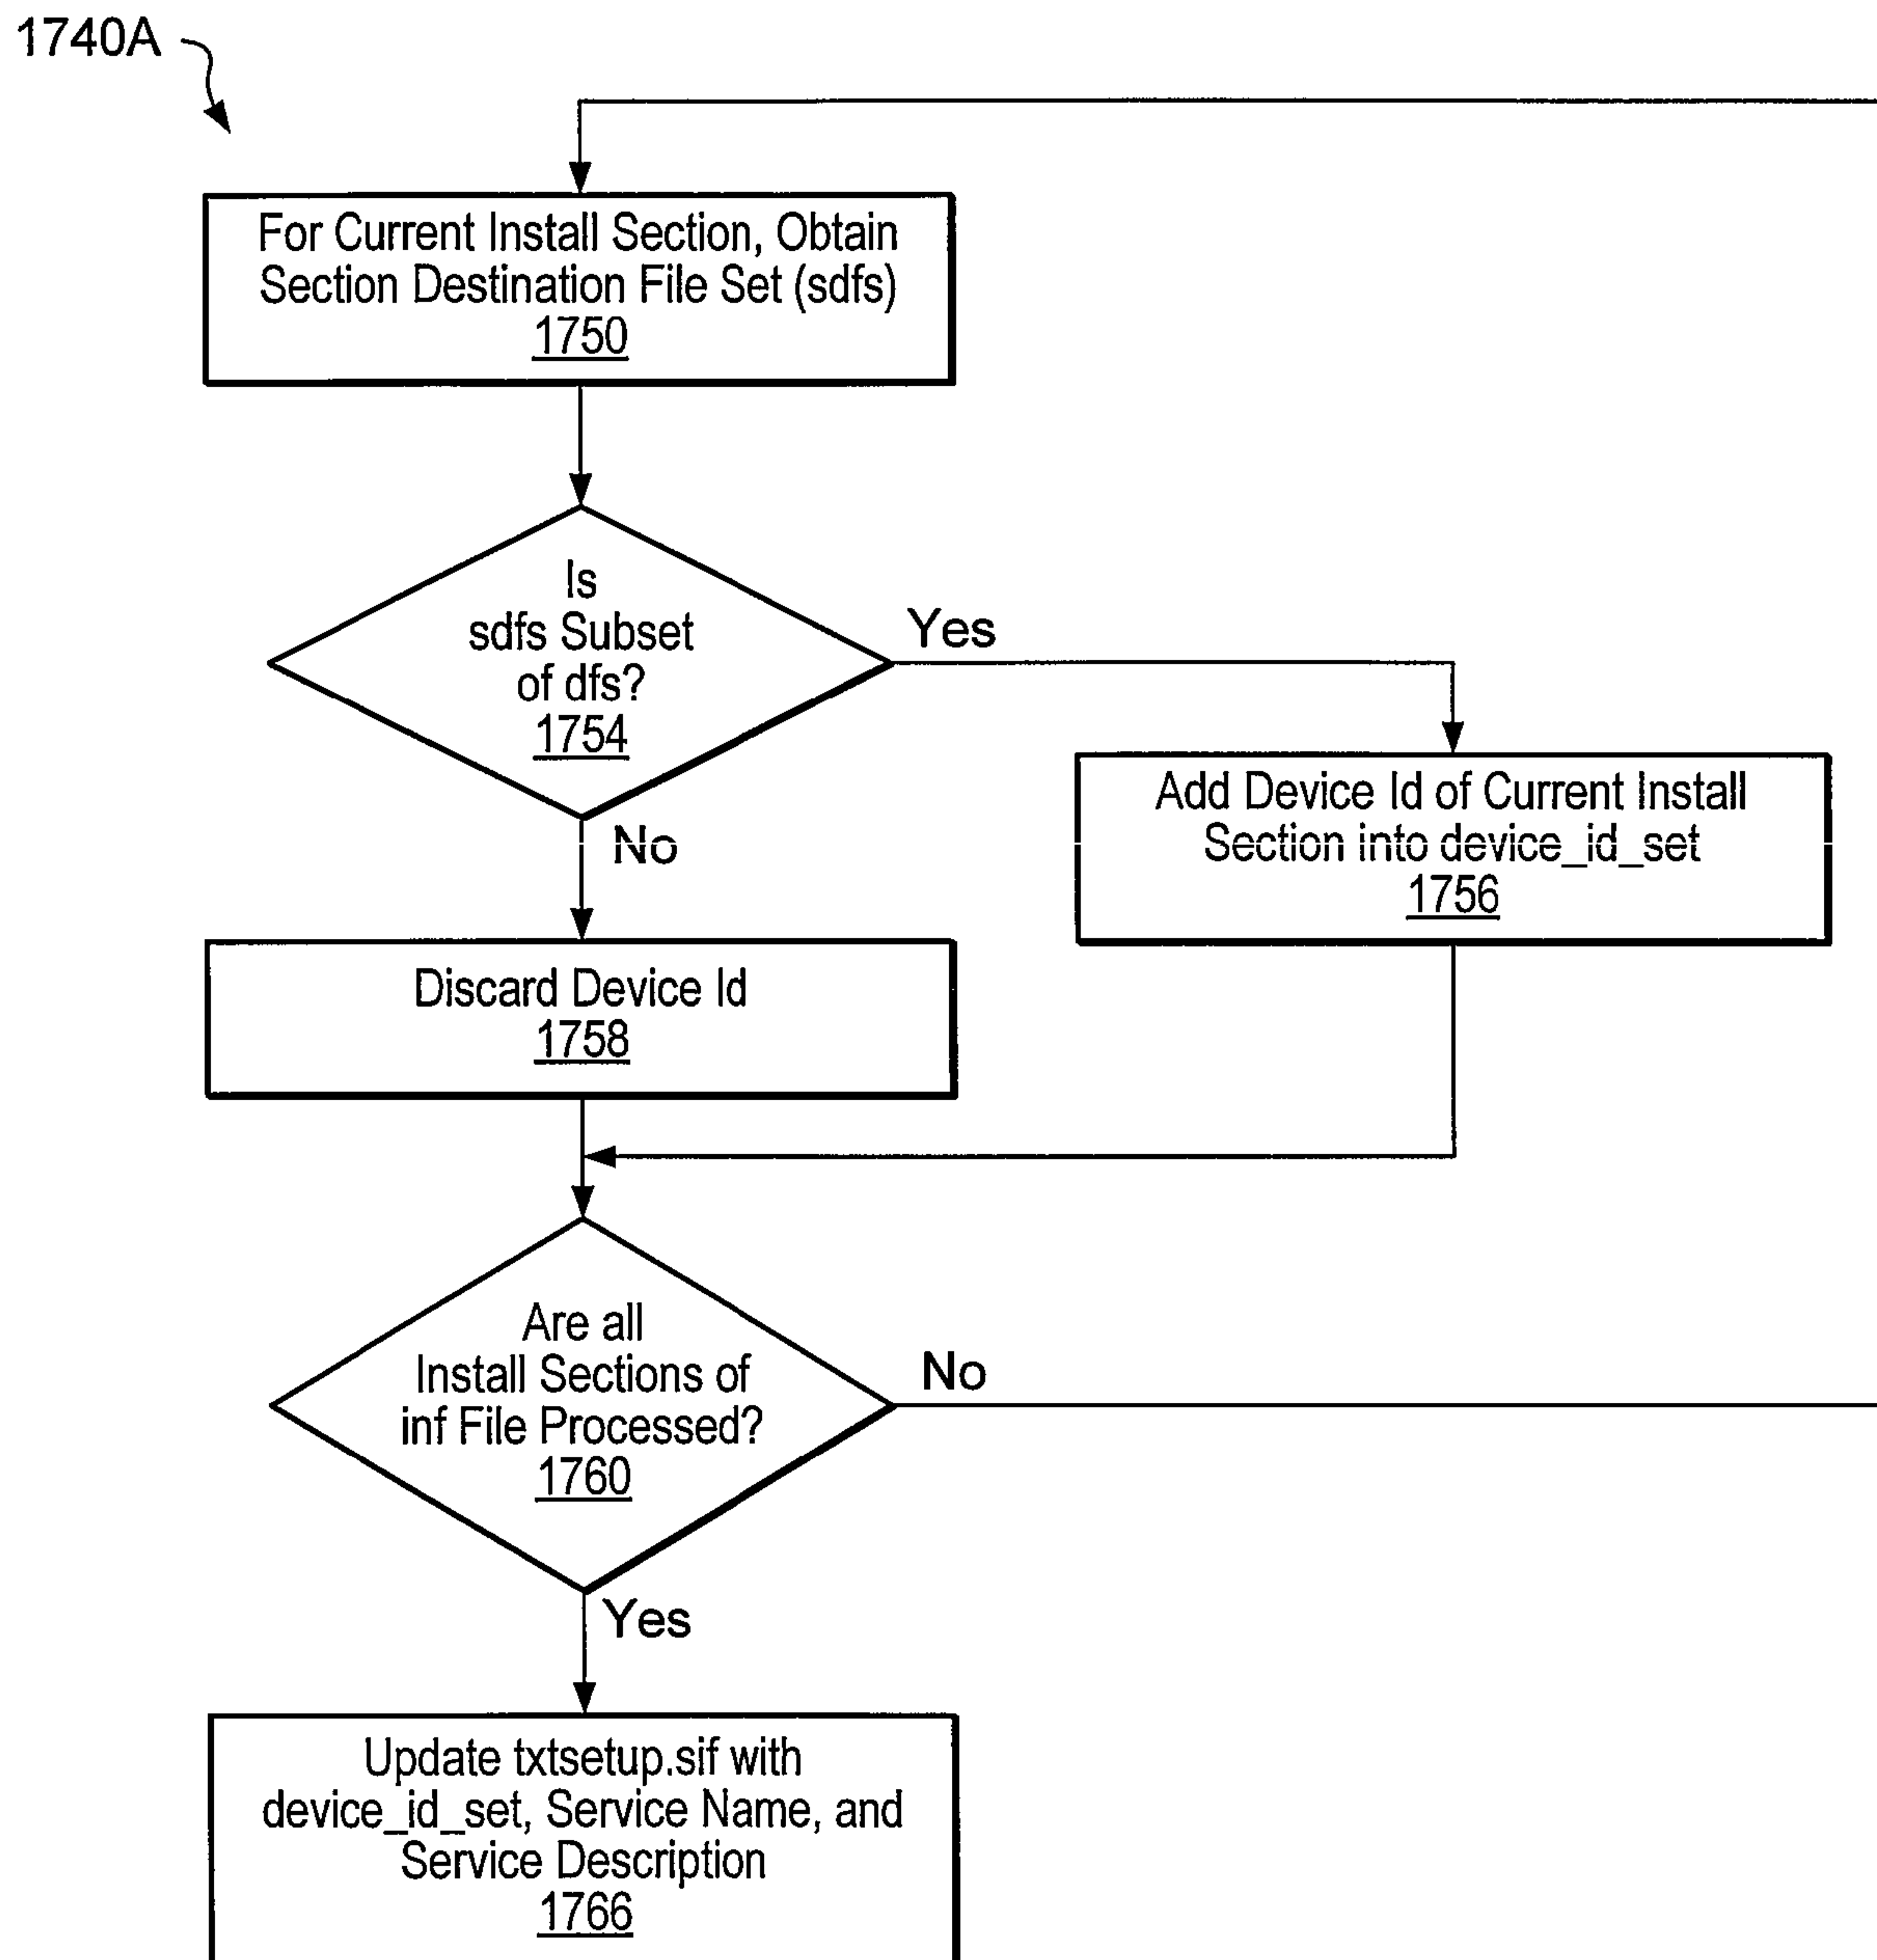 1740A
For Current Install Section, Obtain
Section Destination File Set (sdfs)
1750
Is
sdfs Subset
of dfs?
1754
Yes
No
Add Device Id of Current Install
Section into device_id_set
1756
Discard Device Id
1758
Are all
Install Sections of
inf File Processed?
1760
No
Yes
Update txtsetup.sif with
device_id_set, Service Name, and
Service Description
1766